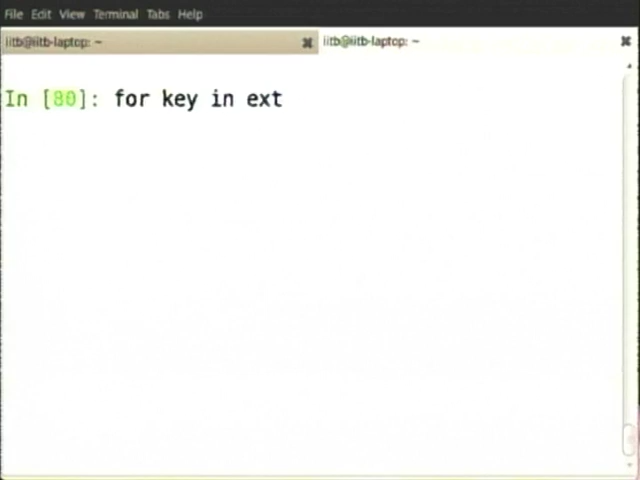 File Edit View Terminal Tabs Help
iitb@iitb-laptop: ~ ✖ iitb@iitb-laptop: ~ ✖
In [80]: for key in ext